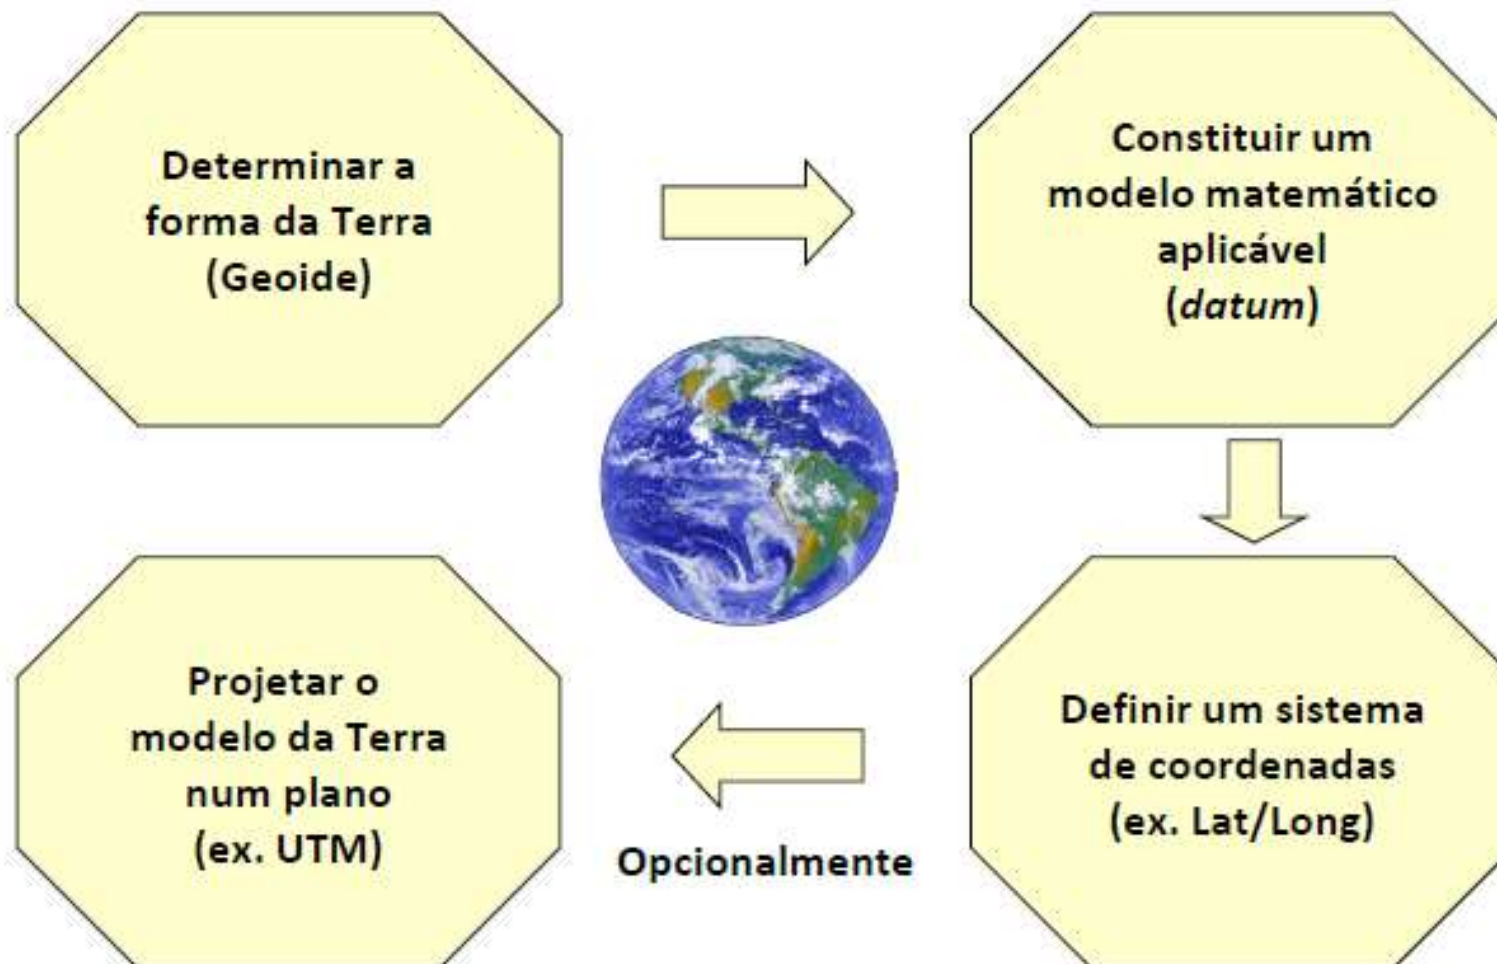 Determinar a
forma da Terra
(Geoide)
Constituir um
modelo matemático
aplicável
(datum)
Definir um sistema
de coordenadas
(ex. Lat/Long)
Opcionalmente
Projetar o
modelo da Terra
num plano
(ex. UTM)